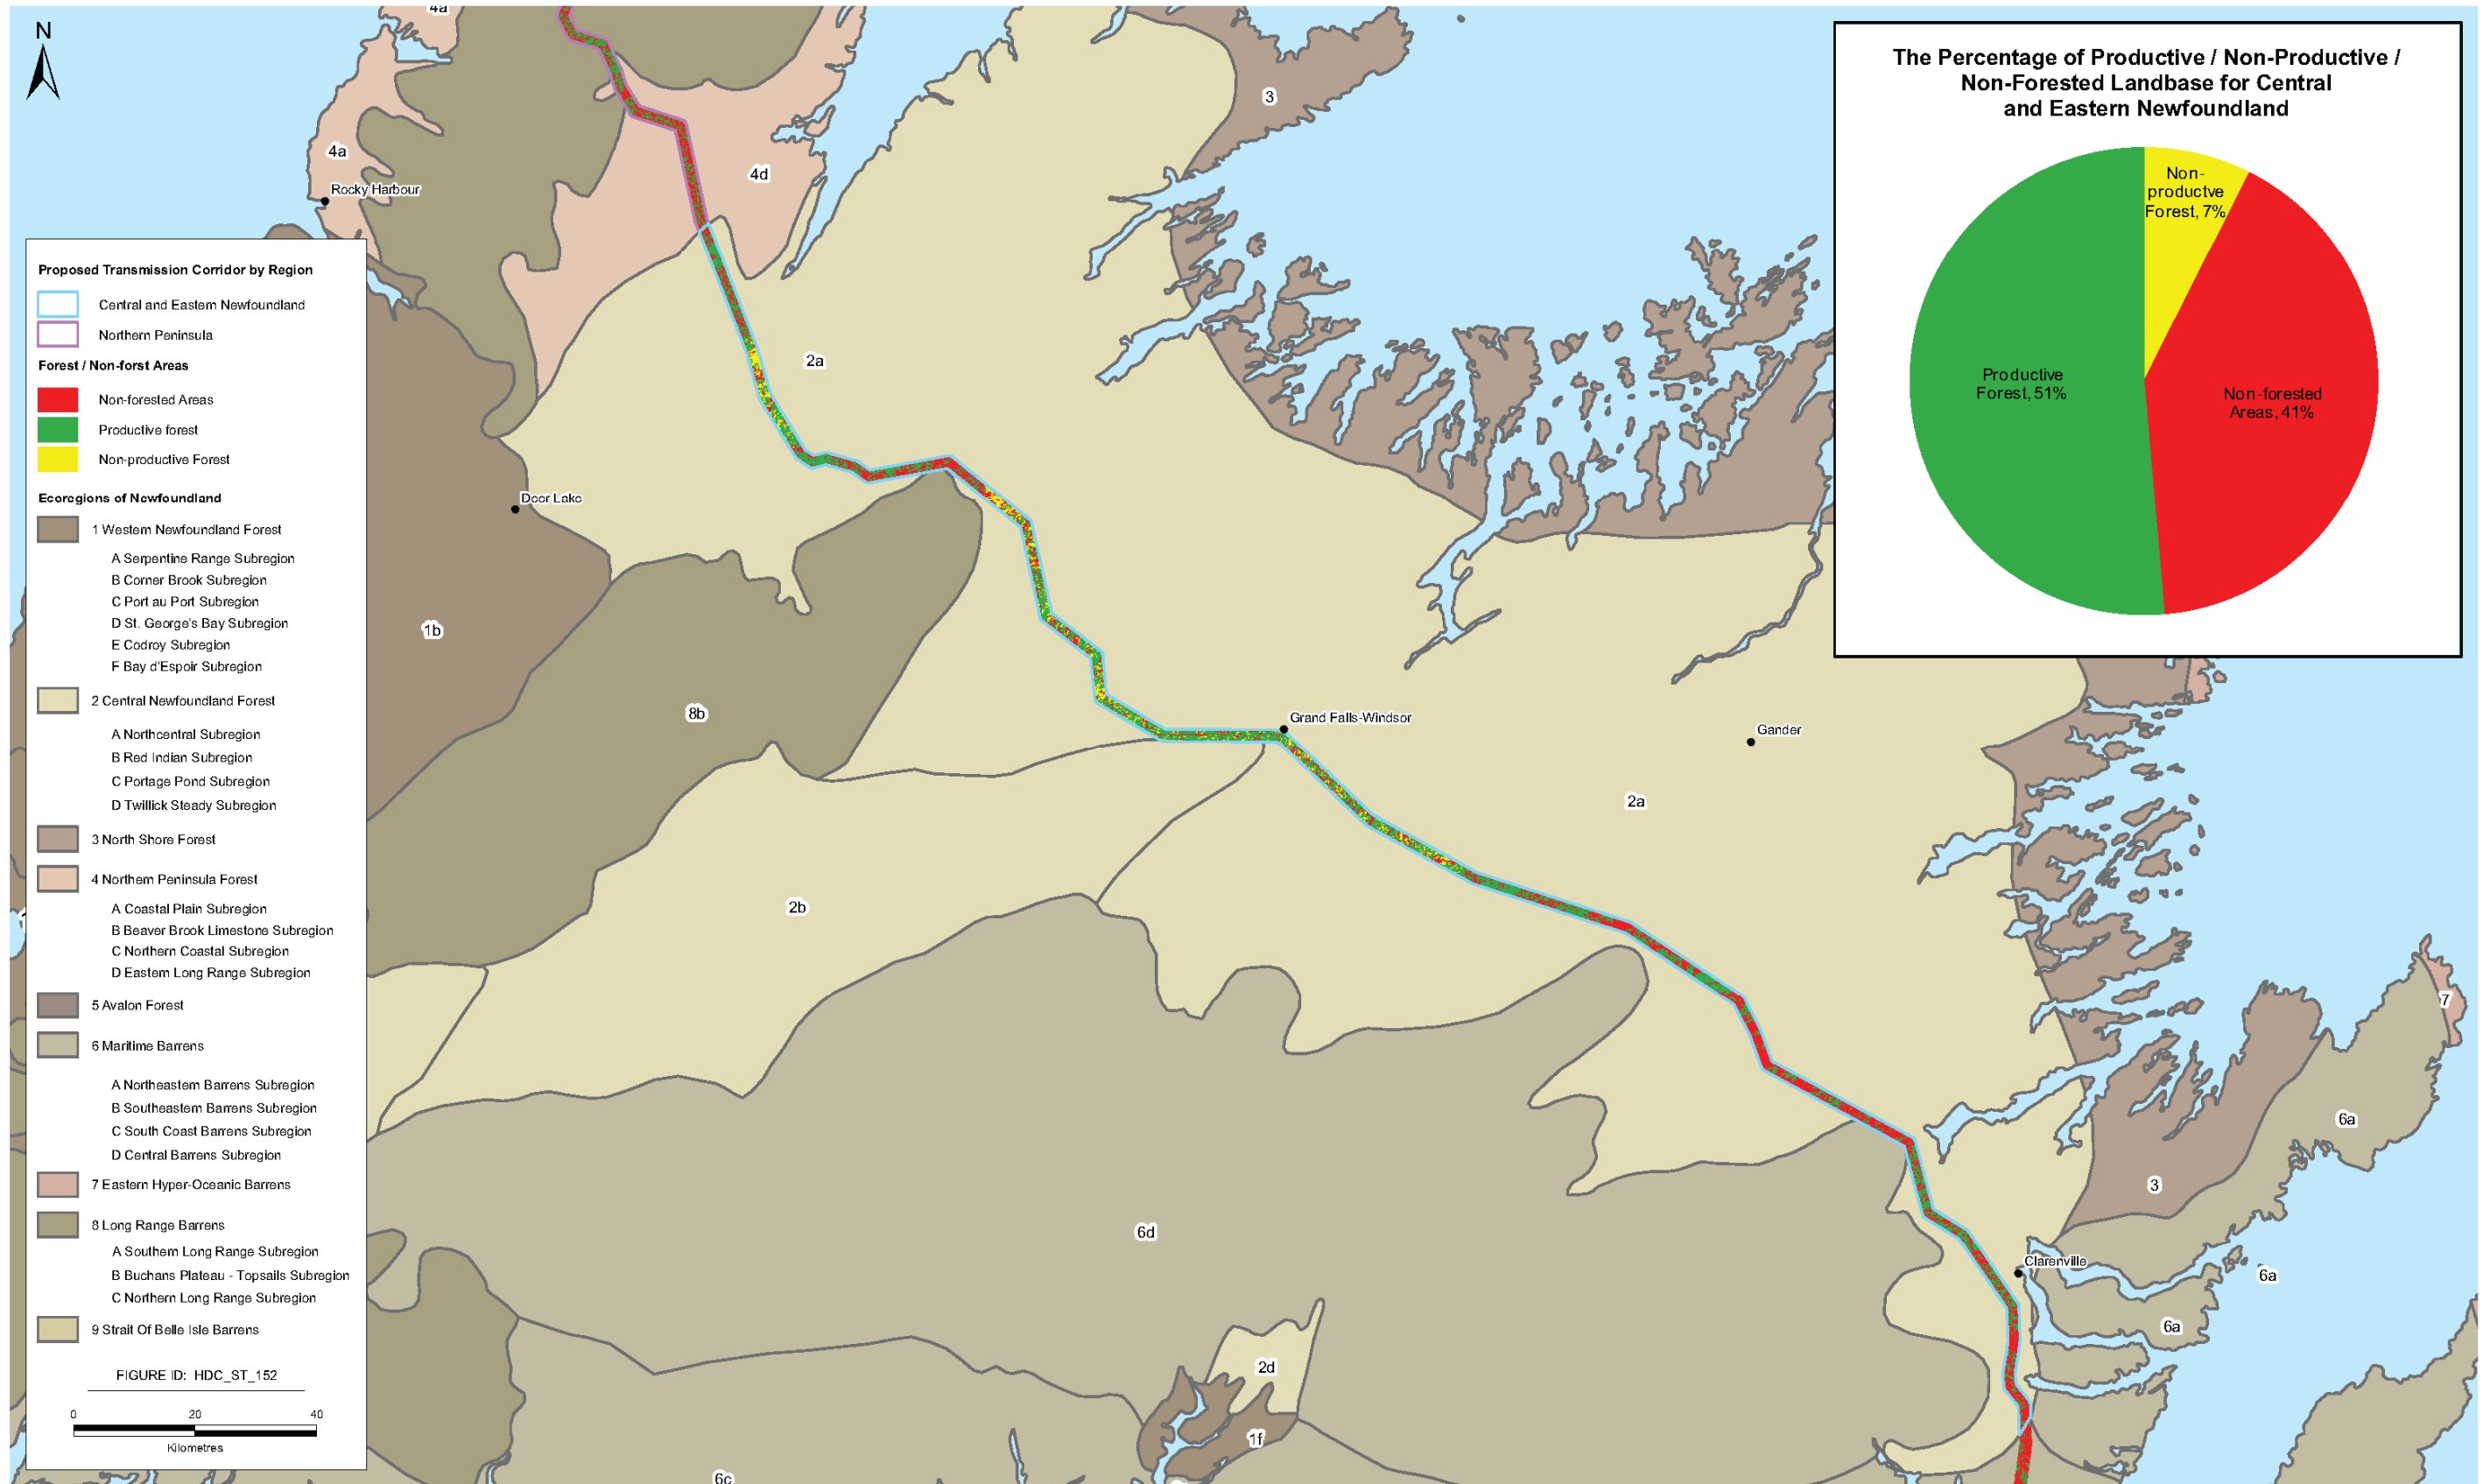 N
4a
3
4a
4d
Rocky Harbour
2a
Deer Lake
1b
8b
Grand Falls-Windsor
Gander
2a
2b
7
6a
3
6d
Clarenville
6a
6a
2d
1f
6c
The Percentage of Productive / Non-Productive /
Non-Forested Landbase for Central
and Eastern Newfoundland
Non-
productve
Forest, 7%
Productive
Forest, 51%
Non-forested
Areas, 41%
Proposed Transmission Corridor by Region
Central and Eastern Newfoundland
Northern Peninsula
Forest / Non-forst Areas
Non-forested Areas
Productive forest
Non-productive Forest
Ecoregions of Newfoundland
1 Western Newfoundland Forest
A Serpentine Range Subregion
B Corner Brook Subregion
C Port au Port Subregion
D St. George's Bay Subregion
E Codroy Subregion
F Bay d'Espoir Subregion
2 Central Newfoundland Forest
A Northcentral Subregion
B Red Indian Subregion
C Portage Pond Subregion
D Twillick Steady Subregion
3 North Shore Forest
4 Northern Peninsula Forest
A Coastal Plain Subregion
B Beaver Brook Limestone Subregion
C Northern Coastal Subregion
D Eastern Long Range Subregion
5 Avalon Forest
6 Maritime Barrens
A Northeastern Barrens Subregion
B Southeastern Barrens Subregion
C South Coast Barrens Subregion
D Central Barrens Subregion
7 Eastern Hyper-Oceanic Barrens
8 Long Range Barrens
A Southern Long Range Subregion
B Buchans Plateau - Topsails Subregion
C Northern Long Range Subregion
9 Strait Of Belle Isle Barrens
FIGURE ID: HDC_ST_152
0 20 40
Kilometres